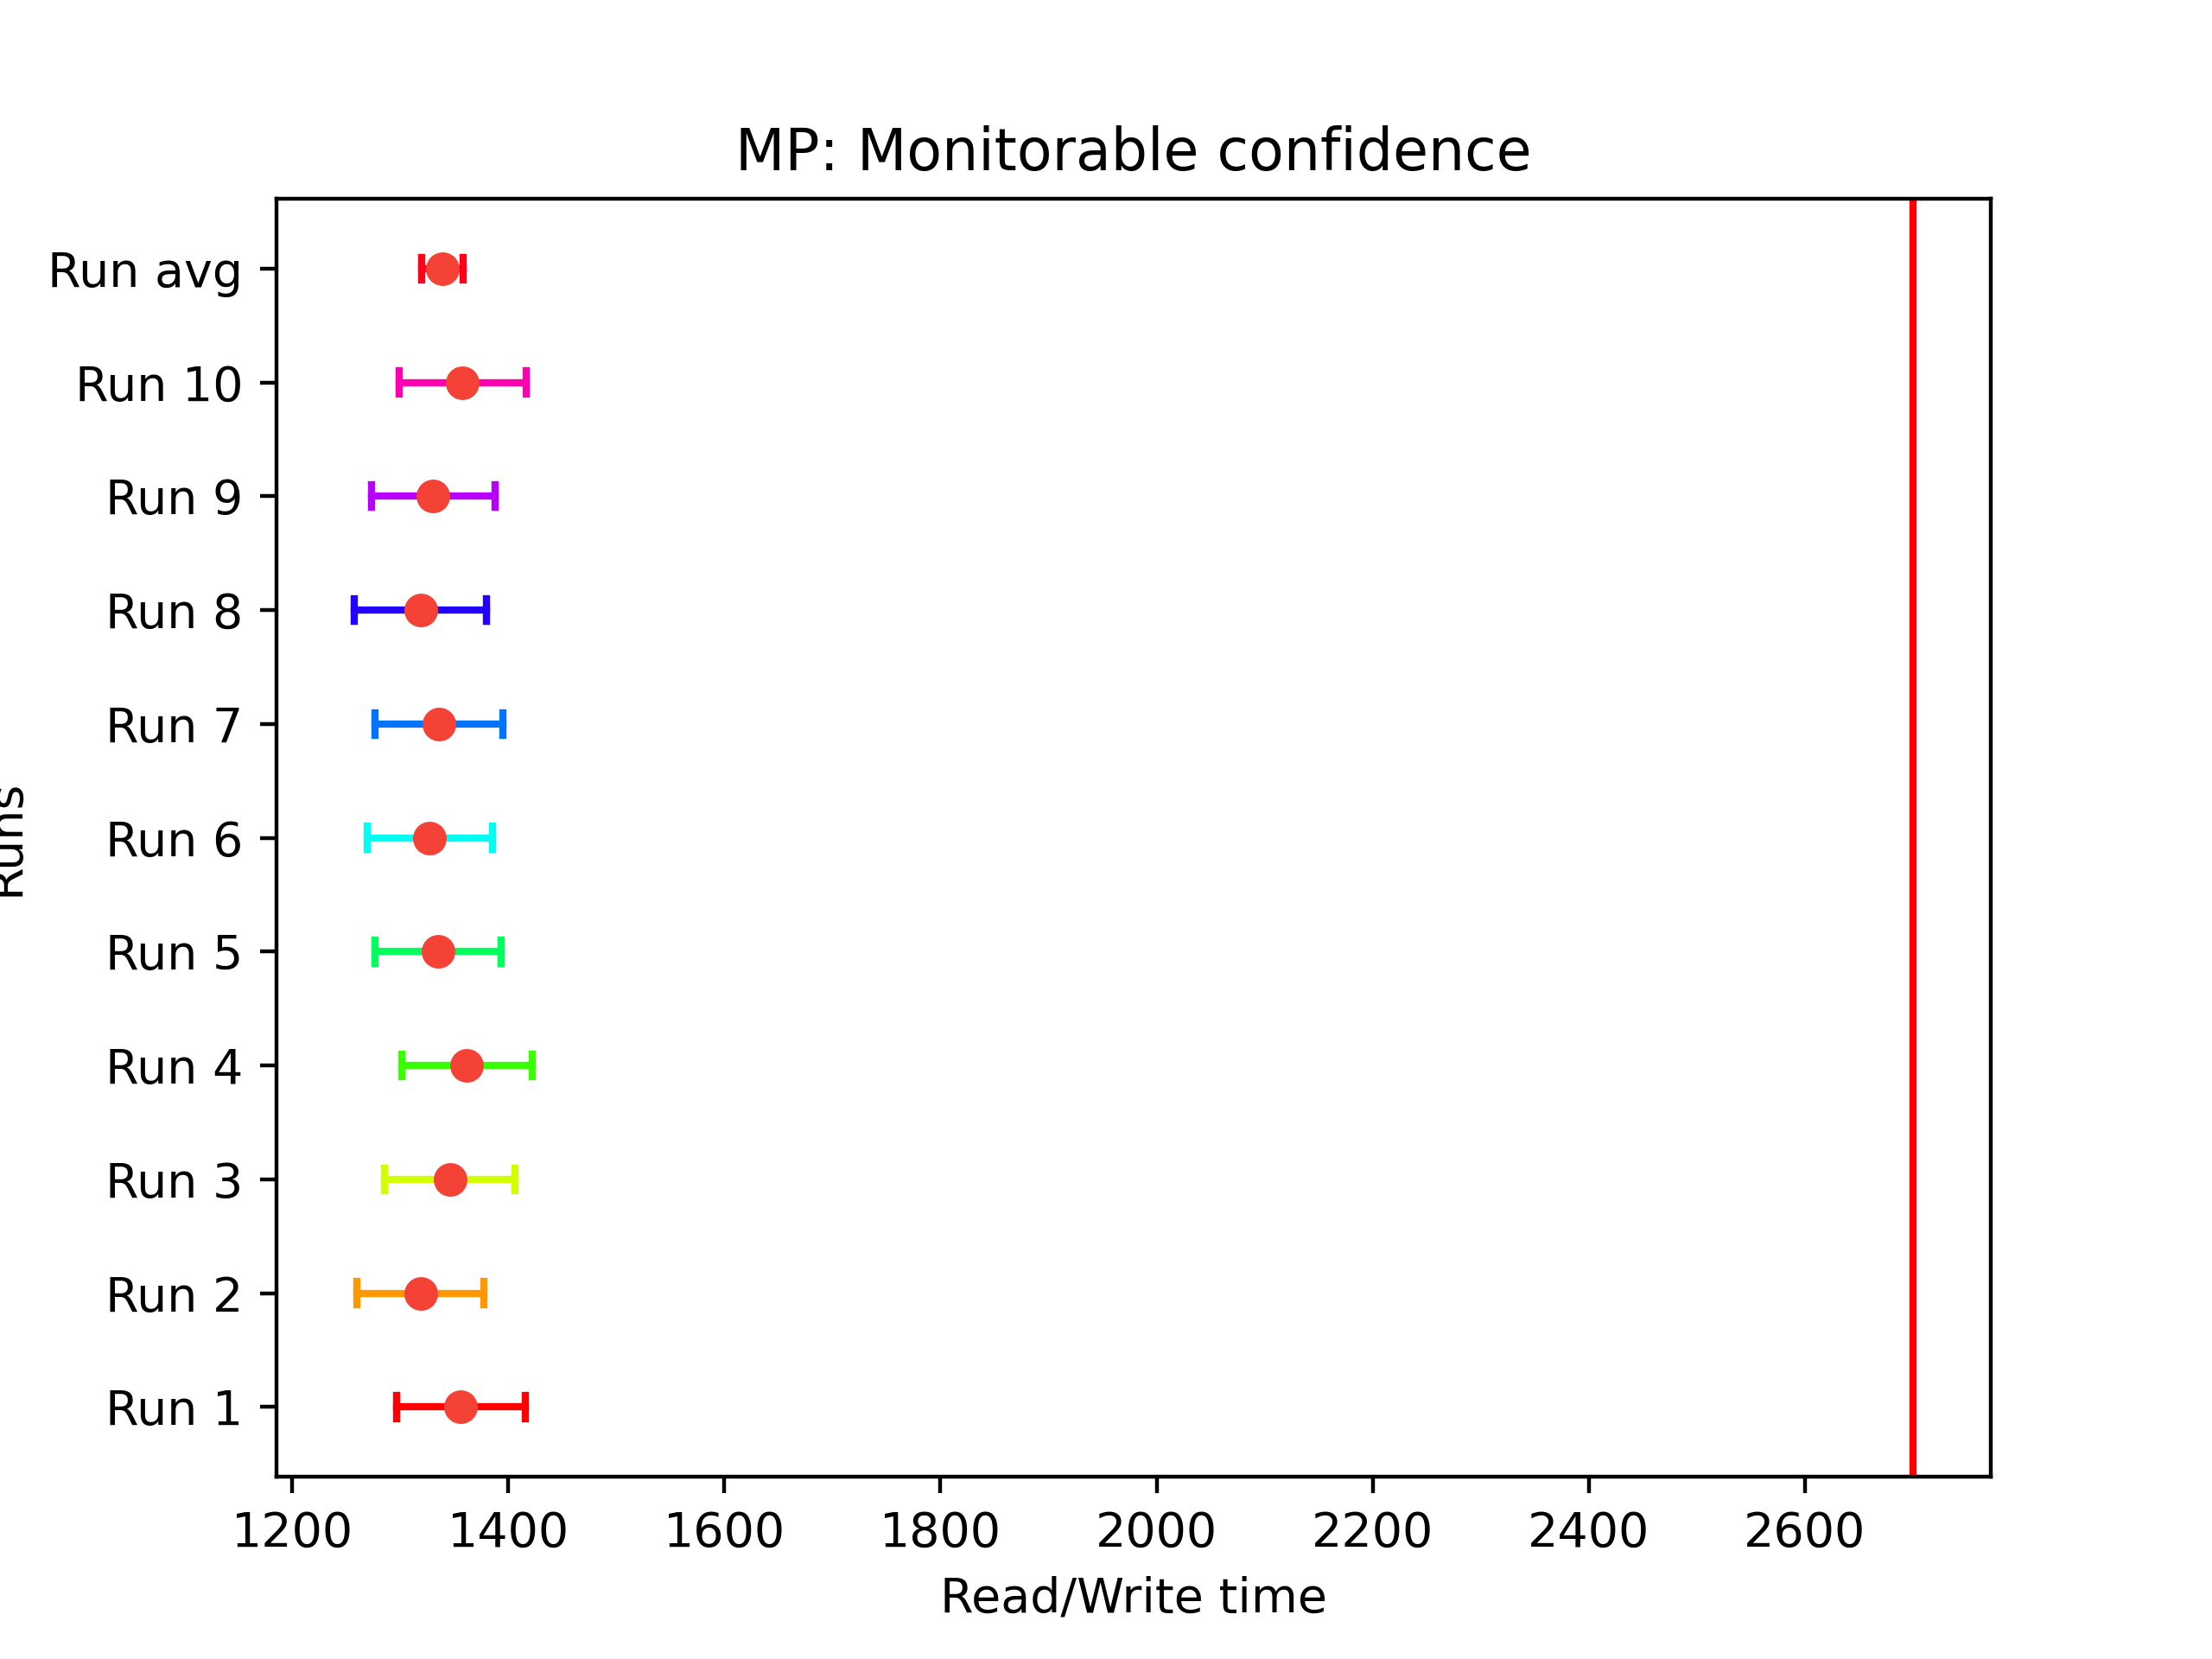 MP: Monitorable confidence
Run avg
Run 10
Run 9
Run 8
Run 7
Run 6
Run 5
Run 4
Run 3
Run 2
Run 1
Runs
1200 1400 1600 1800 2000 2200 2400 2600
Read/Write time